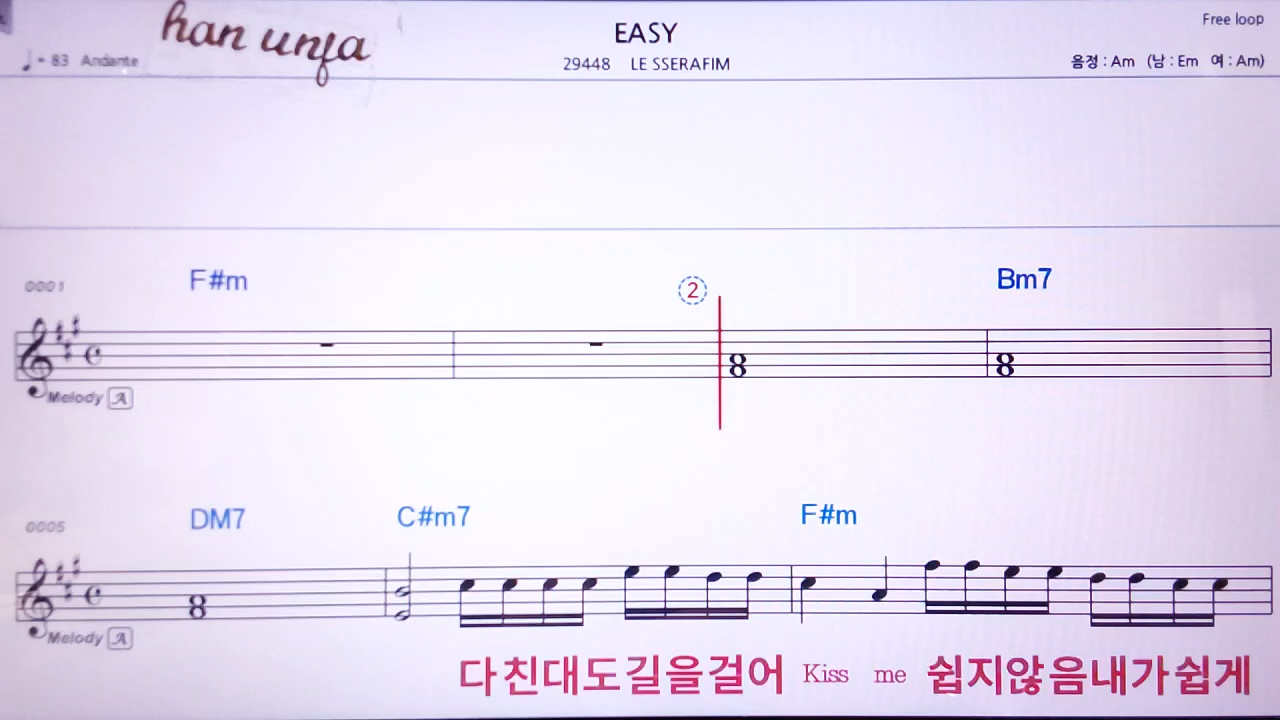 han unja
EASY
Free loop
♩= 83 Andante
29448 LE SSERAFIM
음정 : Am (남 : Em 여 : Am)
0001 F#m ② Bm7
Melody A
0005 DM7 C#m7 F#m
Melody A
다친대도길을걸어 Kiss me 쉽지않음내가쉽게